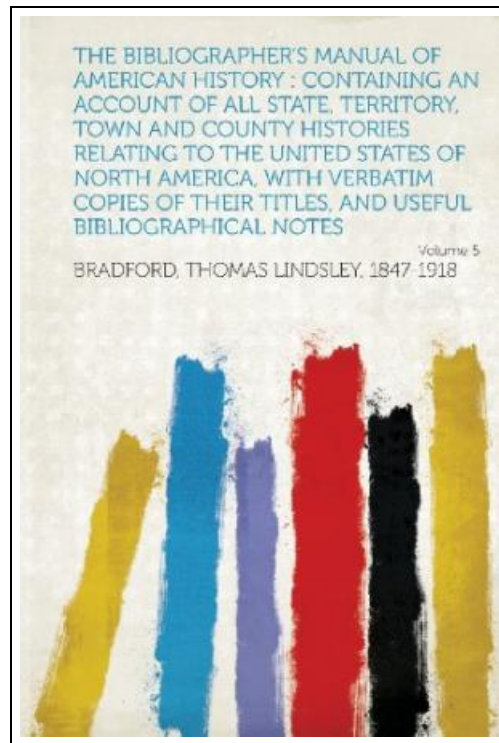 THE BIBLIOGRAPHER'S MANUAL OF
AMERICAN HISTORY : CONTAINING AN
ACCOUNT OF ALL STATE, TERRITORY,
TOWN AND COUNTY HISTORIES
RELATING TO THE UNITED STATES OF
NORTH AMERICA, WITH VERBATIM
COPIES OF THEIR TITLES, AND USEFUL
BIBLIOGRAPHICAL NOTES
Volume 5
BRADFORD, THOMAS LINDSLEY, 1847-1918